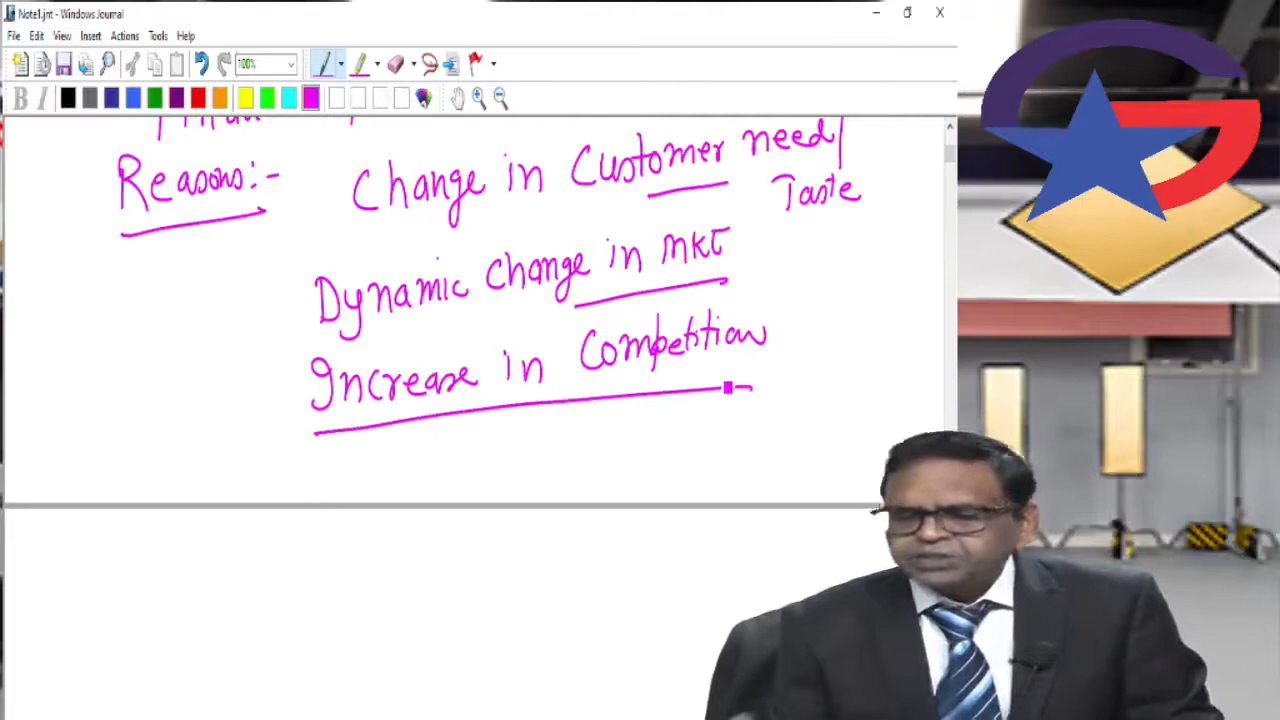 Note1.jnt - Windows Journal
File Edit View Insert Actions Tools Help
100%
B I
Reasons:- Change in Customer need/
Taste
Dynamic Change in MKT
Increase in Competition